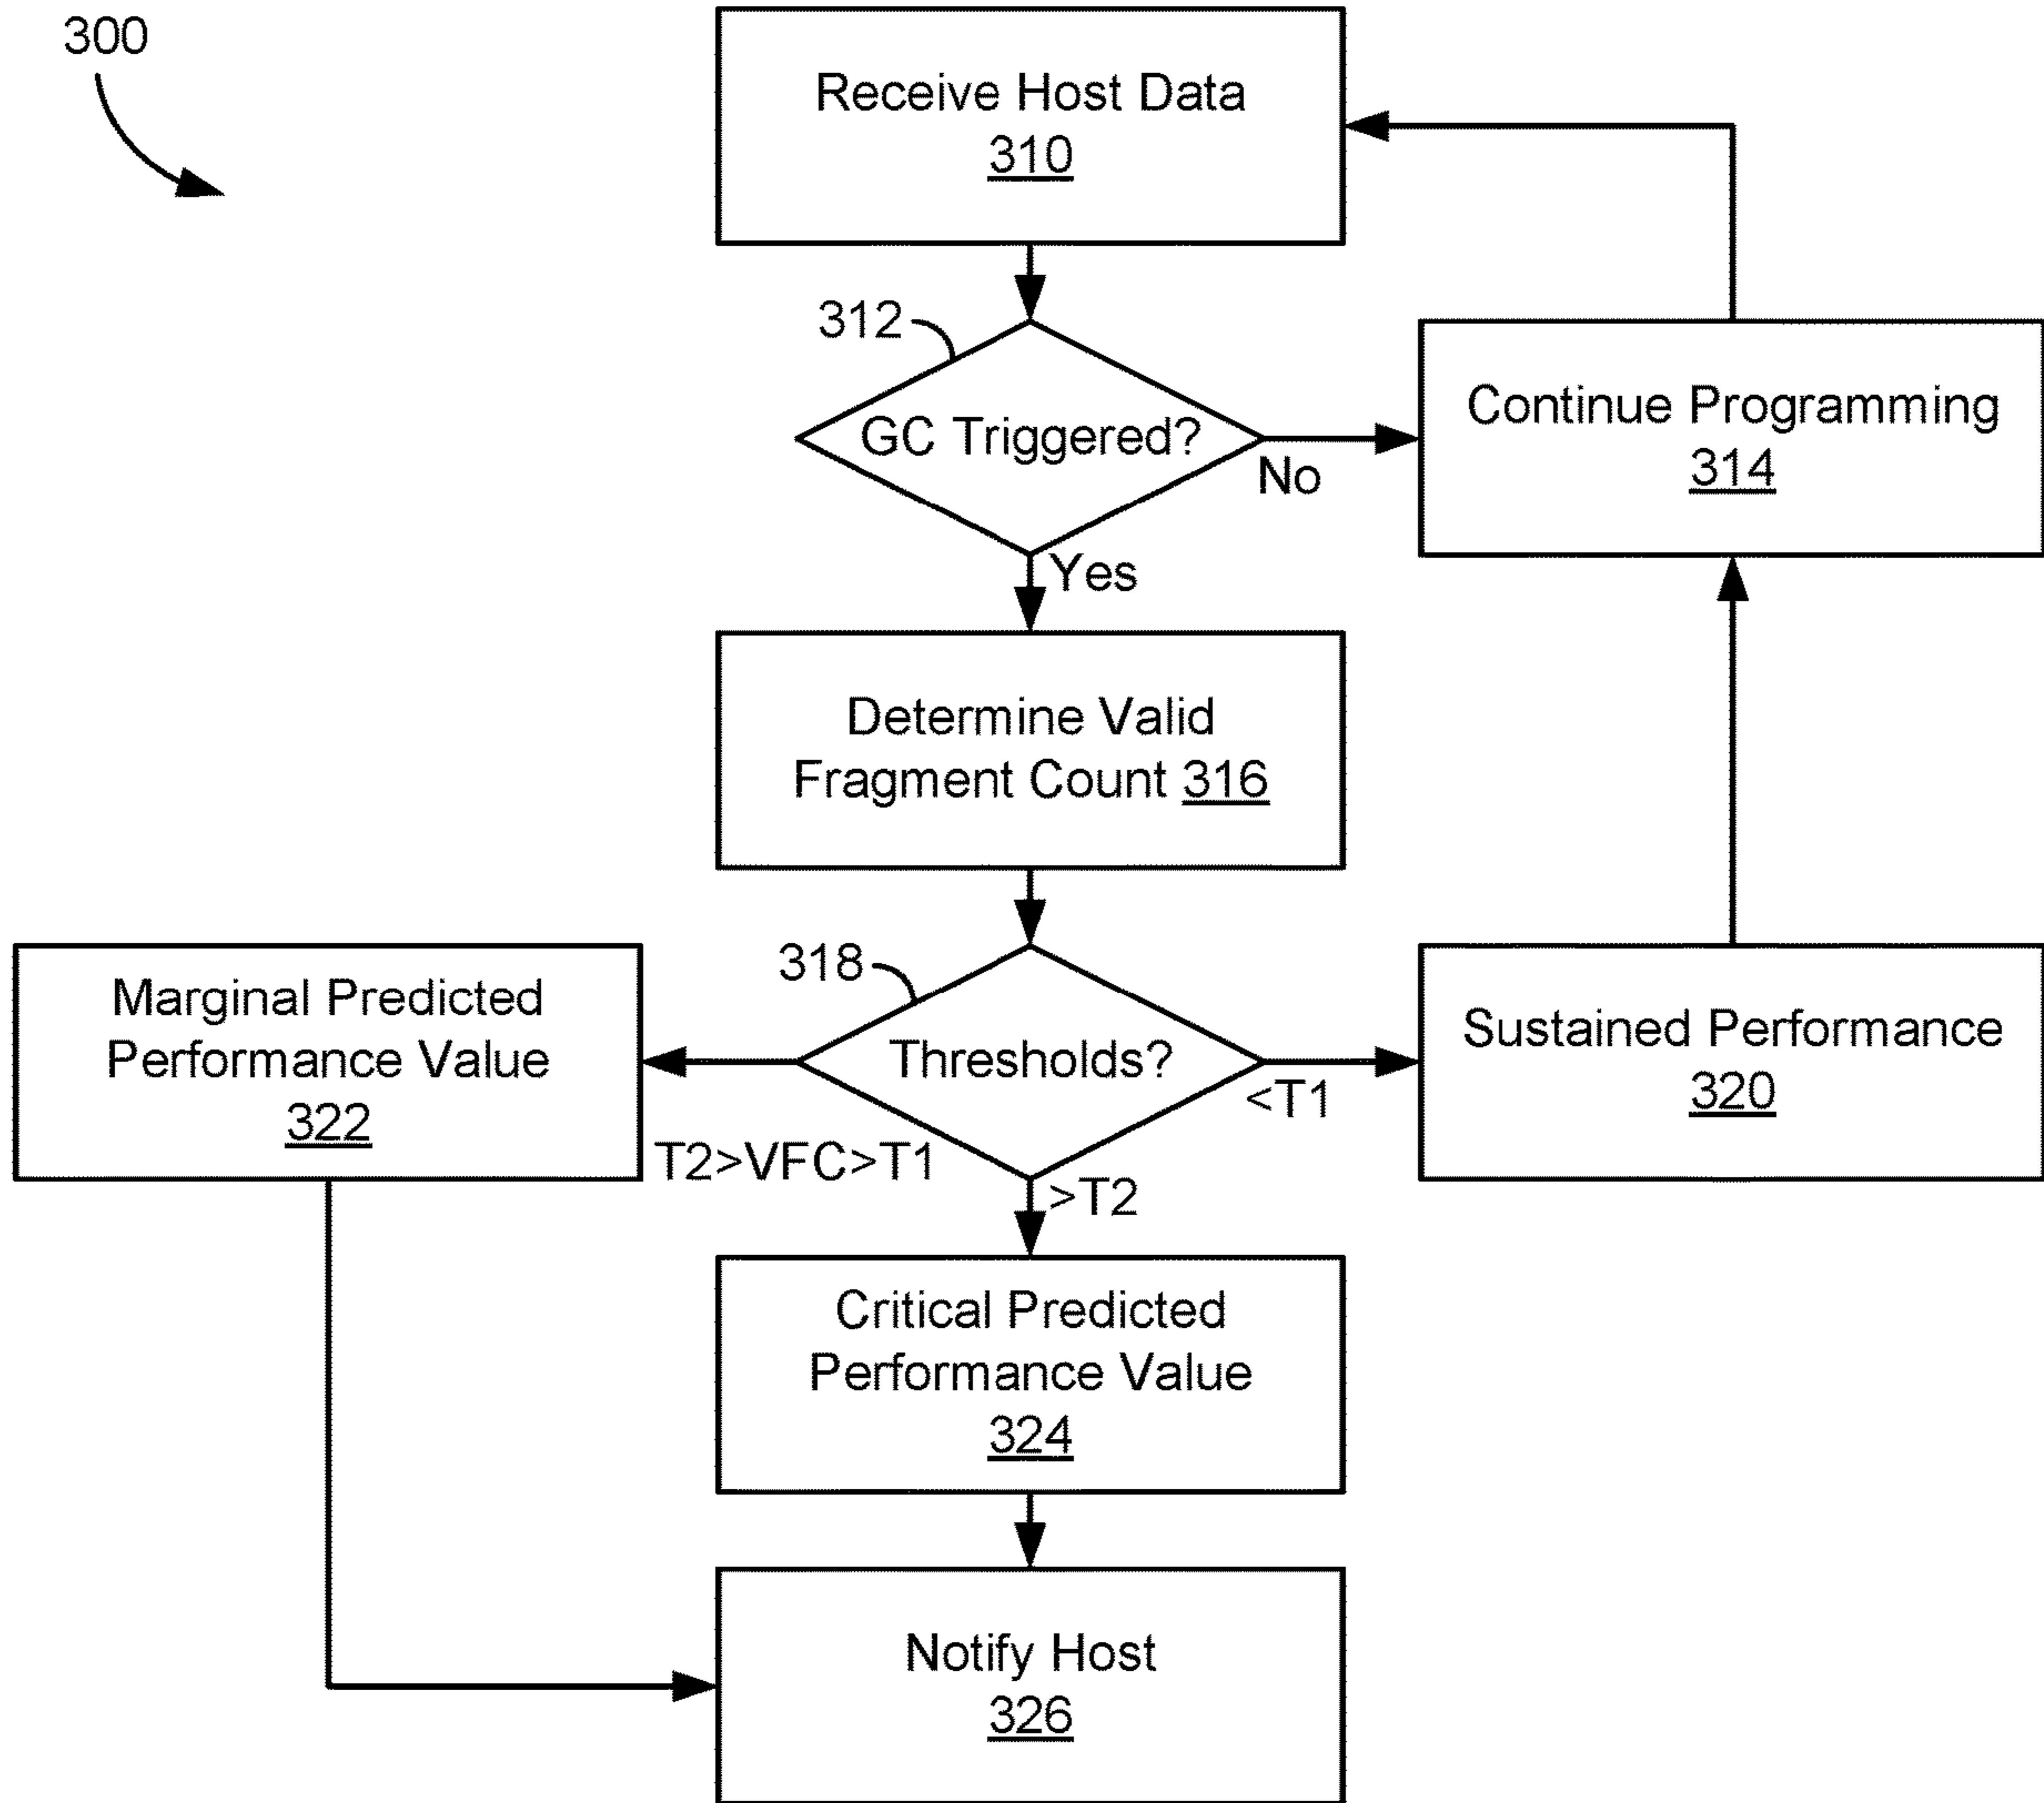 300
Receive Host Data
310
312
GC Triggered?
No
Yes
Continue Programming
314
Determine Valid
Fragment Count 316
318
Thresholds?
<T1
T2>VFC>T1
>T2
Marginal Predicted
Performance Value
322
Sustained Performance
320
Critical Predicted
Performance Value
324
Notify Host
326